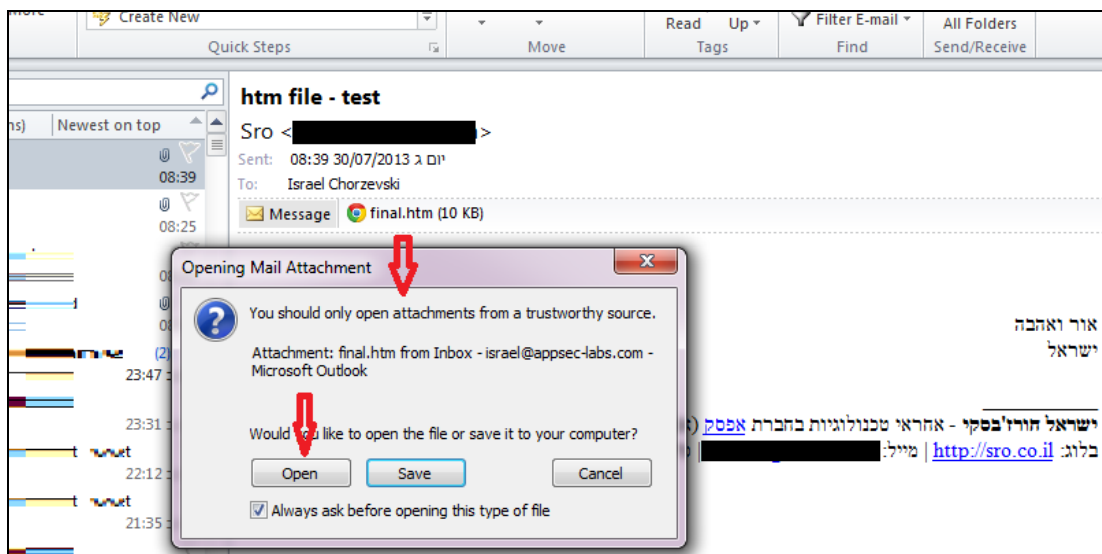 Create New
Read Up
Filter E-mail
All Folders
Quick Steps
Move
Tags
Find
Send/Receive
htm file - test
ns) Newest on top
Sro < >
08:39
Sent: יום ג 30/07/2013 08:39
To: Israel Chorzevski
08:25
Message final.htm (10 KB)
Opening Mail Attachment
You should only open attachments from a trustworthy source.
Attachment: final.htm from Inbox - israel@appsec-labs.com -
Microsoft Outlook
Would you like to open the file or save it to your computer?
Open Save Cancel
Always ask before opening this type of file
(2)
23:47
23:31
22:12
21:35
אור ואהבה
ישראל
ישראל חורז'בסקי - אחראי טכנולוגיות בחברת אפסק
בלוג: http://sro.co.il | מייל: |